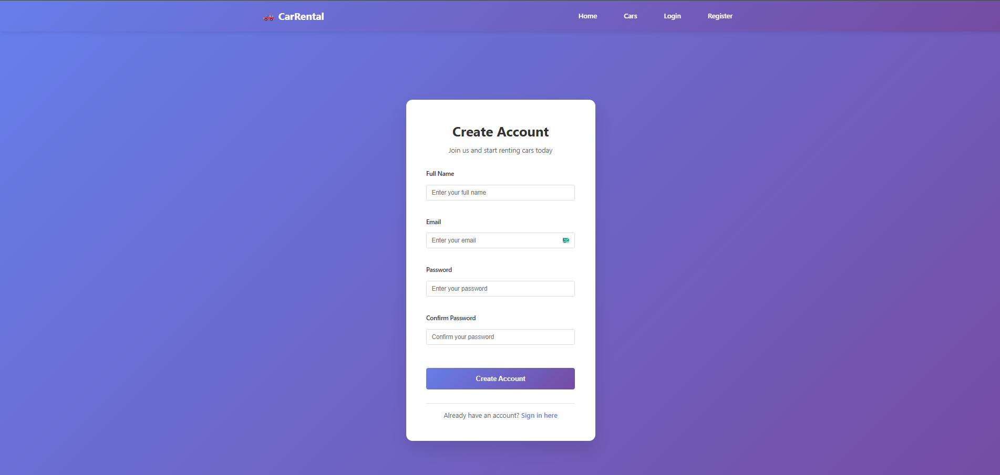 CarRental
Home Cars Login Register
Create Account
Join us and start renting cars today
Full Name
Enter your full name
Email
Enter your email
Password
Enter your password
Confirm Password
Confirm your password
Create Account
Already have an account? Sign in here